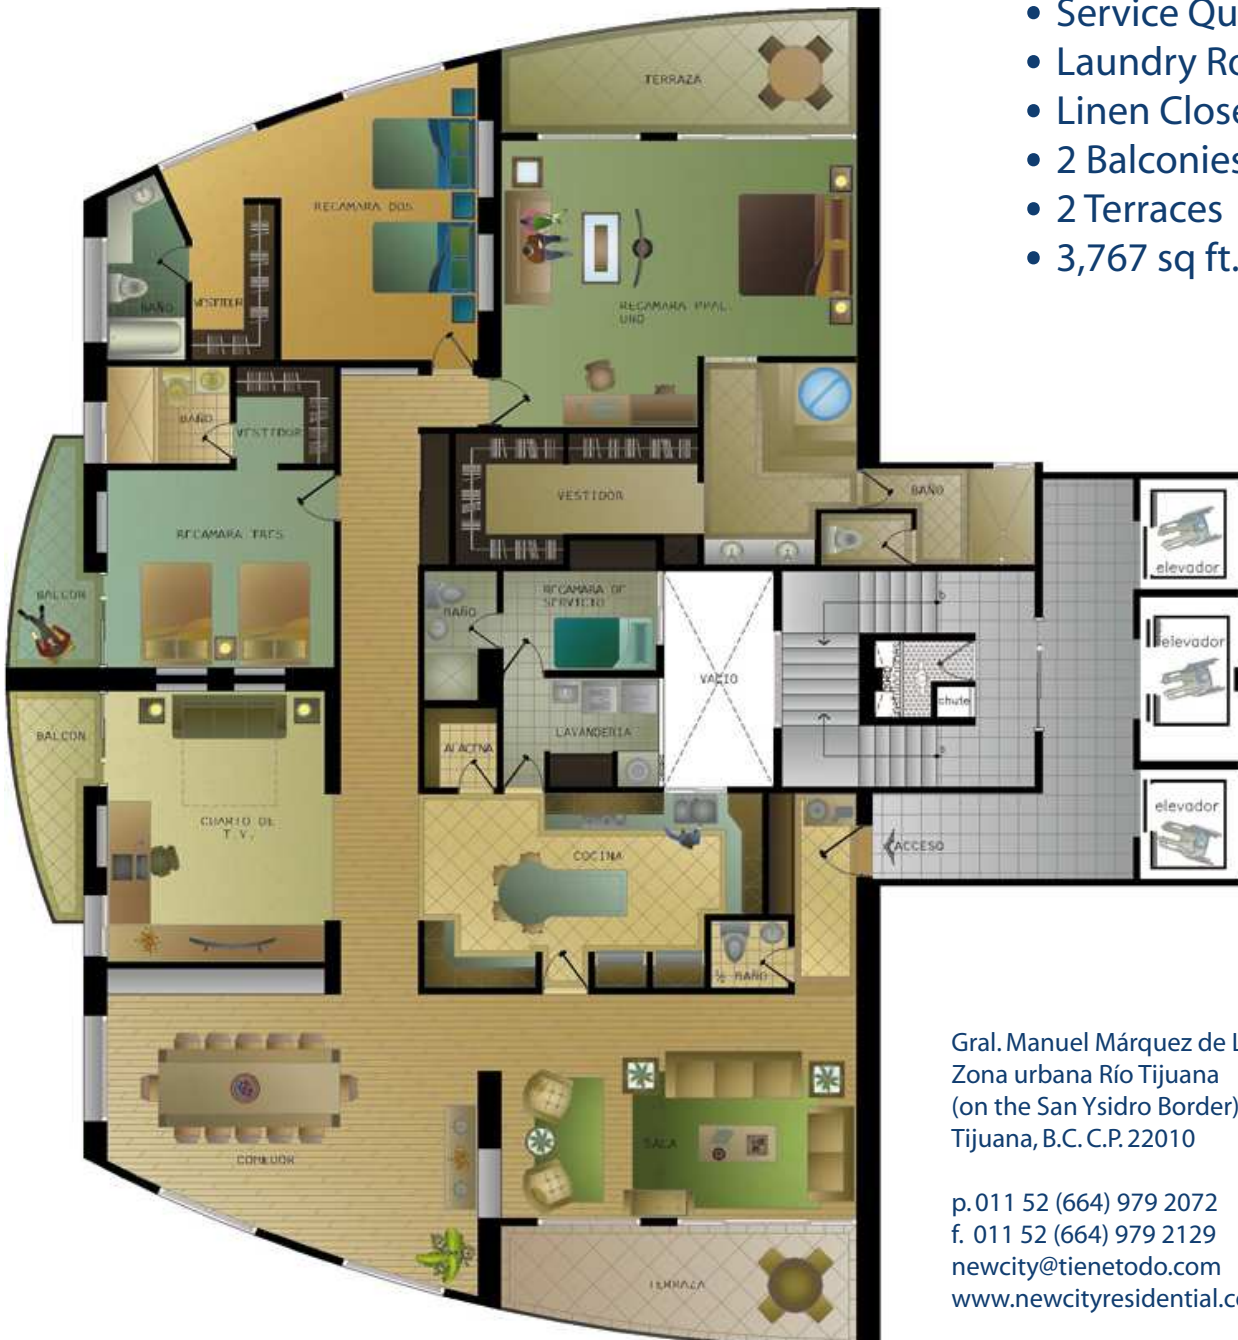 • Service Qu
• Laundry Ro
• Linen Close
• 2 Balconies
• 2 Terraces
• 3,767 sq ft.
TERRAZA
RECAMARA DOS
BAÑO
VESTIDOR
RECAMARA PPAL.
UNO
BAÑO
VESTIDOR
VESTIDOR
BAÑO
RECAMARA TRES
BALCON
elevador
BAÑO
RECAMARA DE
SERVICIO
VACIO
elevador
chute
BALCON
ALACENA
LAVANDERIA
CUARTO DE
T.V.
COCINA
elevador
ACCESO
½ BAÑO
COMEDOR
SALA
TERRAZA
Gral. Manuel Márquez de L
Zona urbana Río Tijuana
(on the San Ysidro Border)
Tijuana, B.C. C.P. 22010
p. 011 52 (664) 979 2072
f. 011 52 (664) 979 2129
newcity@tienetodo.com
www.newcityresidential.c